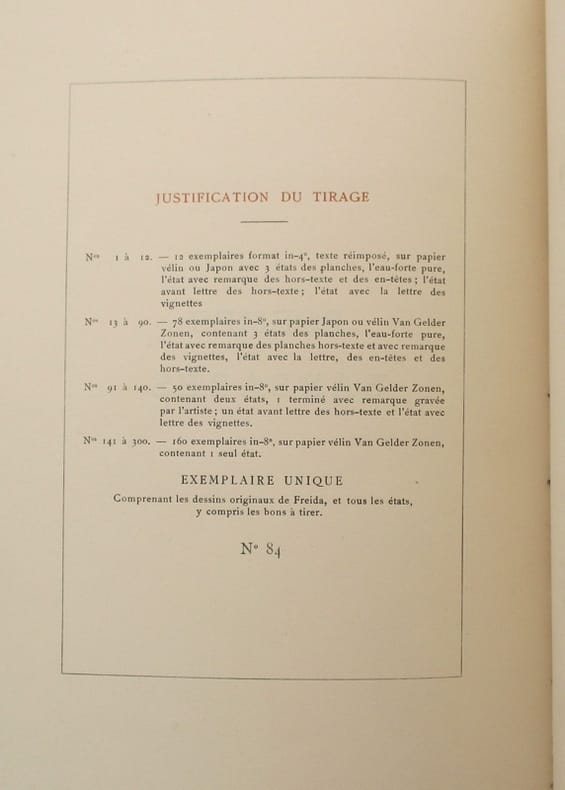 JUSTIFICATION DU TIRAGE
Nos 1 à 12. — 12 exemplaires format in-4°, texte réimposé, sur papier
vélin ou Japon avec 3 états des planches, l'eau-forte pure,
l'état avec remarque des hors-texte et des en-têtes ; l'état
avant lettre des hors-texte ; l'état avec la lettre des
vignettes
Nos 13 à 90. — 78 exemplaires in-8°, sur papier Japon ou vélin Van Gelder
Zonen, contenant 3 états des planches, l'eau-forte pure,
l'état avec remarque des planches hors-texte et avec remarque
des vignettes, l'état avec la lettre, des en-têtes et des
hors-texte.
Nos 91 à 140. — 50 exemplaires in-8°, sur papier vélin Van Gelder Zonen,
contenant deux états, 1 terminé avec remarque gravée
par l'artiste ; un état avant lettre des hors-texte et l'état avec
lettre des vignettes.
Nos 141 à 300. — 160 exemplaires in-8°, sur papier vélin Van Gelder Zonen,
contenant 1 seul état.
EXEMPLAIRE UNIQUE
Comprenant les dessins originaux de Freida, et tous les états,
y compris les bons à tirer.
N° 84